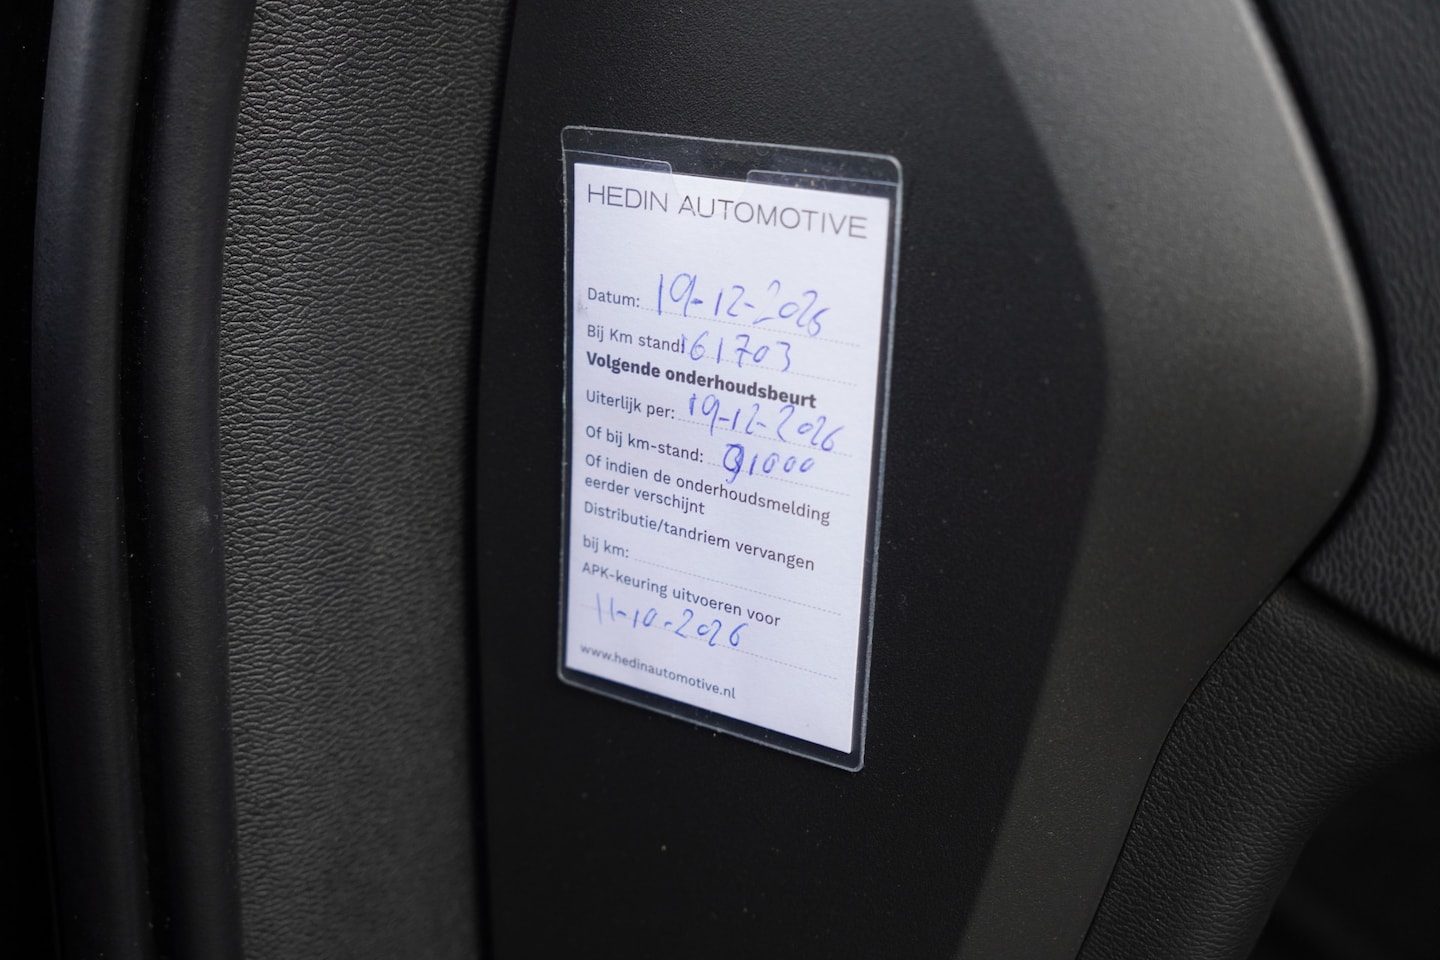 HEDIN AUTOMOTIVE
Datum: 19-12-2025
Bij Km stand: 61703
Volgende onderhoudsbeurt
Uiterlijk per: 19-12-2026
Of bij km-stand: 91000
Of indien de onderhoudsmelding
eerder verschijnt
Distributie/tandriem vervangen
bij km:
APK-keuring uitvoeren voor
11-10-2026
www.hedinautomotive.nl